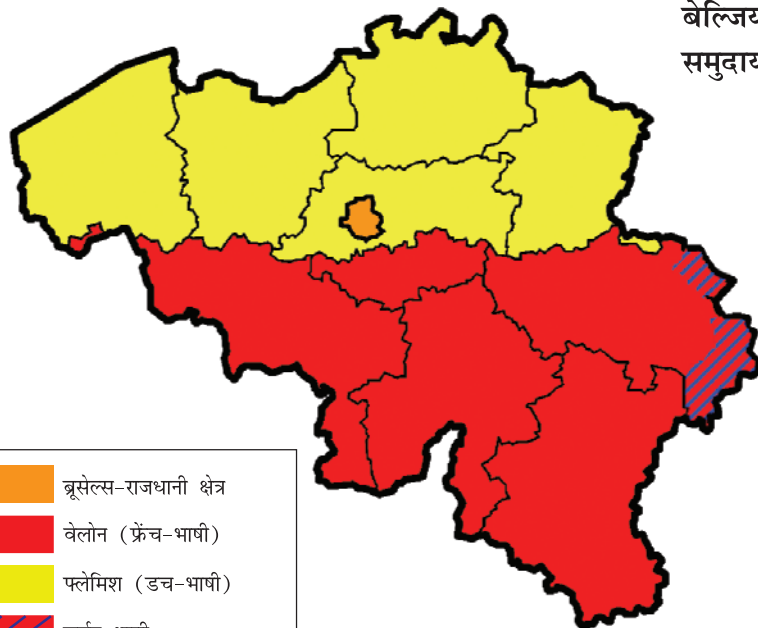 बेल्जिय
समुदाय
ब्रूसेल्स-राजधानी क्षेत्र
वेलोन (फ्रेंच-भाषी)
फ्लेमिश (डच-भाषी)